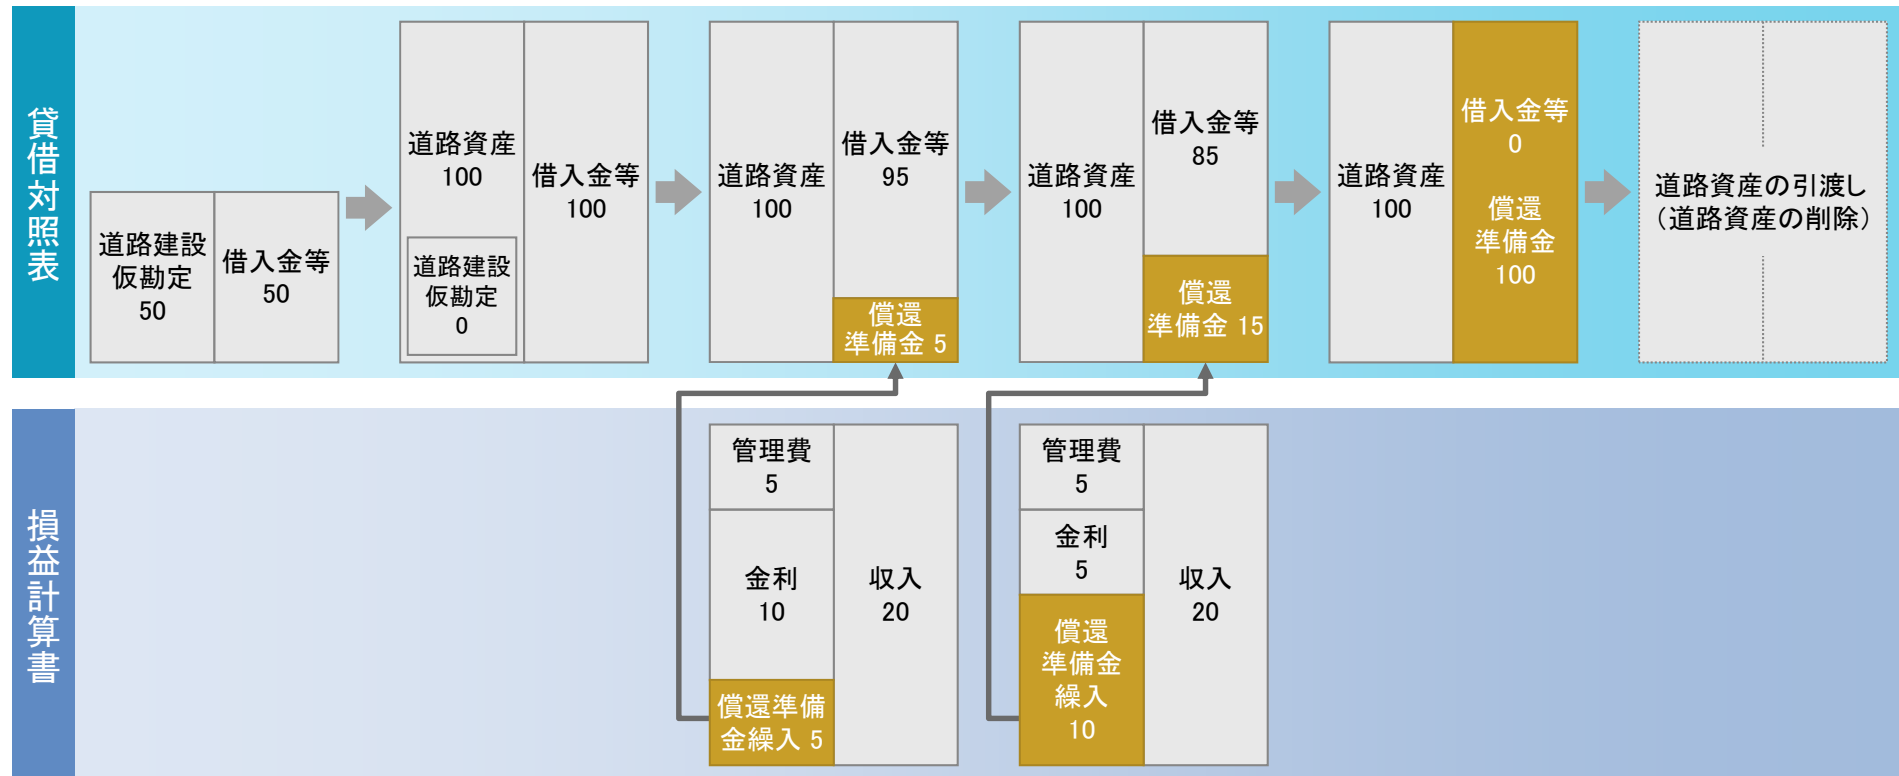 貸借対照表
道路建設
仮勘定
50
借入金等
50
道路資産
100
道路建設
仮勘定
0
借入金等
100
道路資産
100
借入金等
95
償還
準備金 5
道路資産
100
借入金等
85
償還
準備金 15
道路資産
100
借入金等
0
償還
準備金
100
道路資産の引渡し
（道路資産の削除）
損益計算書
管理費
5
金利
10
償還準備
金繰入 5
収入
20
管理費
5
金利
5
償還
準備金
繰入
10
収入
20